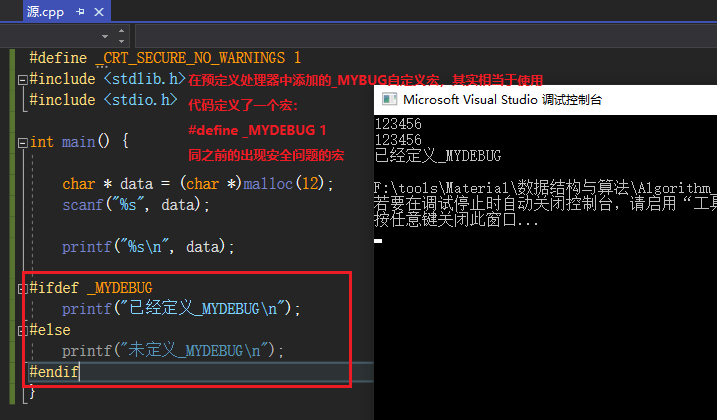 源.cpp
#define _CRT_SECURE_NO_WARNINGS 1
#include <stdlib.h>
在预定义处理器中添加的_MYBUG自定义宏，其实相当于使用
#include <stdio.h>
代码定义了一个宏：
#define _MYDEBUG 1
int main() {
同之前的出现安全问题的宏
char * data = (char *)malloc(12);
scanf("%s", data);
printf("%s\n", data);
#ifdef _MYDEBUG
printf("已经定义_MYDEBUG\n");
#else
printf("未定义_MYDEBUG\n");
#endif
}
Microsoft Visual Studio 调试控制台
123456
123456
已经定义_MYDEBUG
F:\tools\Material\数据结构与算法\Algorithm_
若要在调试停止时自动关闭控制台，请启用“工具
按任意键关闭此窗口...